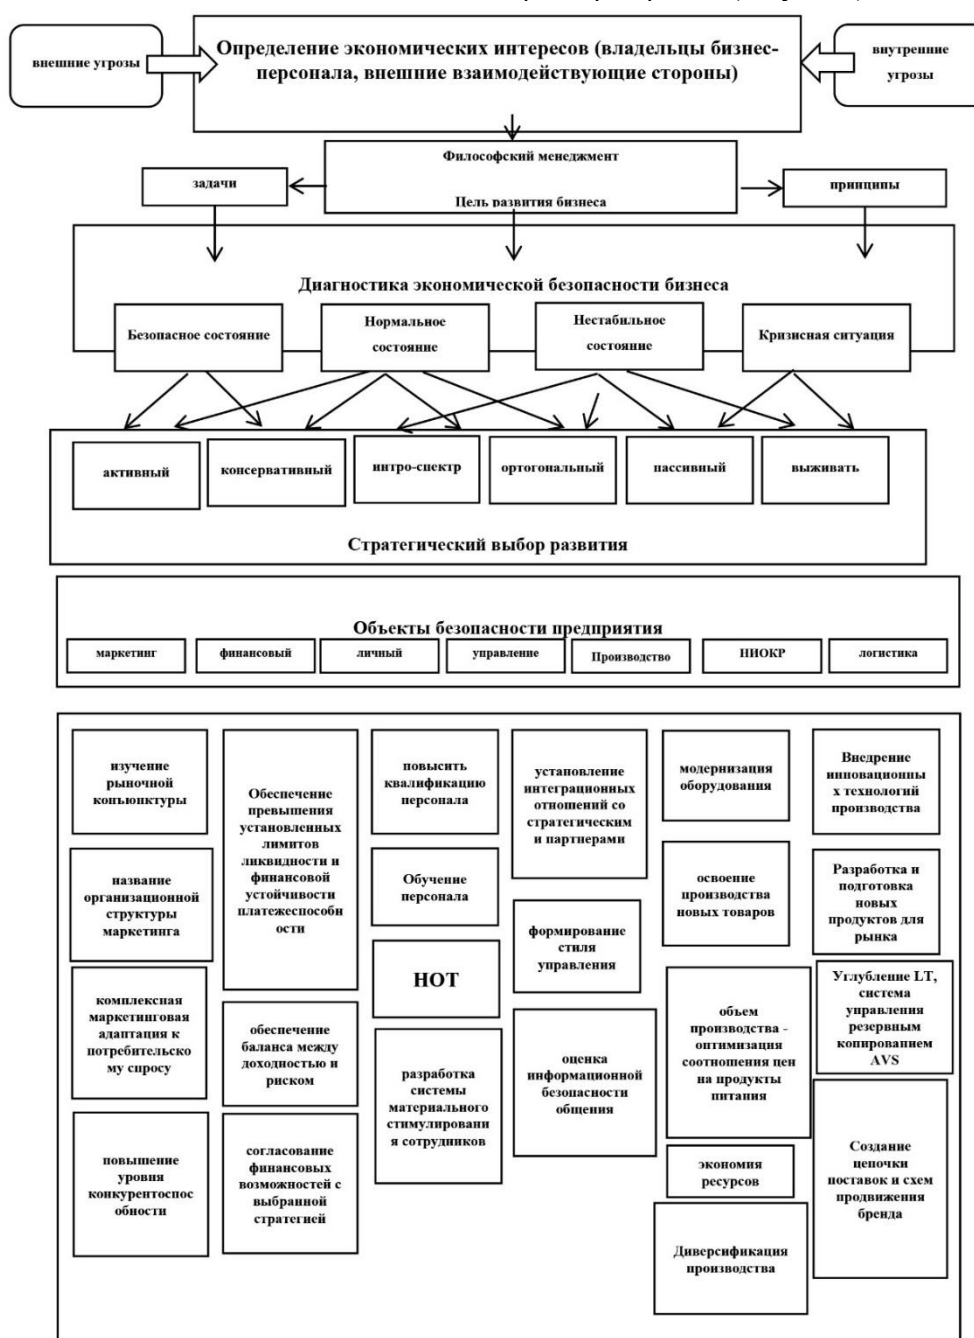 внешние угрозы
Определение экономических интересов (владельцы бизнес-
персонала, внешние взаимодействующие стороны)
внутренние
угрозы
Философский менеджмент
Цель развития бизнеса
задачи
принципы
Диагностика экономической безопасности бизнеса
Безопасное состояние
Нормальное
состояние
Нестабильное
состояние
Кризисная ситуация
активный
консервативный
интро-спектр
ортогональный
пассивный
выживать
Стратегический выбор развития
Объекты безопасности предприятия
маркетинг
финансовый
личный
управление
Производство
НИОКР
логистика
изучение
рыночной
конъюпктуры
название
организационной
структуры
маркетинга
комплексная
маркетинговая
адаптация к
потребительско
му спросу
повышение
уровня
конкурентоспос
обности
Обеспечение
превышения
установленных
лимитов
ликвидности и
финансовой
устойчивости
платежеспособн
ости
обеспечение
баланса между
доходностью и
риском
согласование
финансовых
возможностей с
выбранной
стратегией
повысить
квалификацию
персонала
Обучение
персонала
НОТ
разработка
системы
материального
стимулировани
я сотрудников
установление
интеграционных
отношений со
стратегическим
и партнерами
формирование
стиля
управления
оценка
информационной
безопасности
общения
модернизация
оборудования
освоение
производства
новых товаров
объем
производства -
оптимизация
соотношения цен
на продукты
питания
экономия
ресурсов
Диверсификация
производства
Внедрение
инновационны
х технологий
производства
Разработка и
подготовка
новых
продуктов для
рынка
Углубление LT,
система
управления
резервным
копированием
AVS
Создание
цепочки
поставок и схем
продвижения
бренда